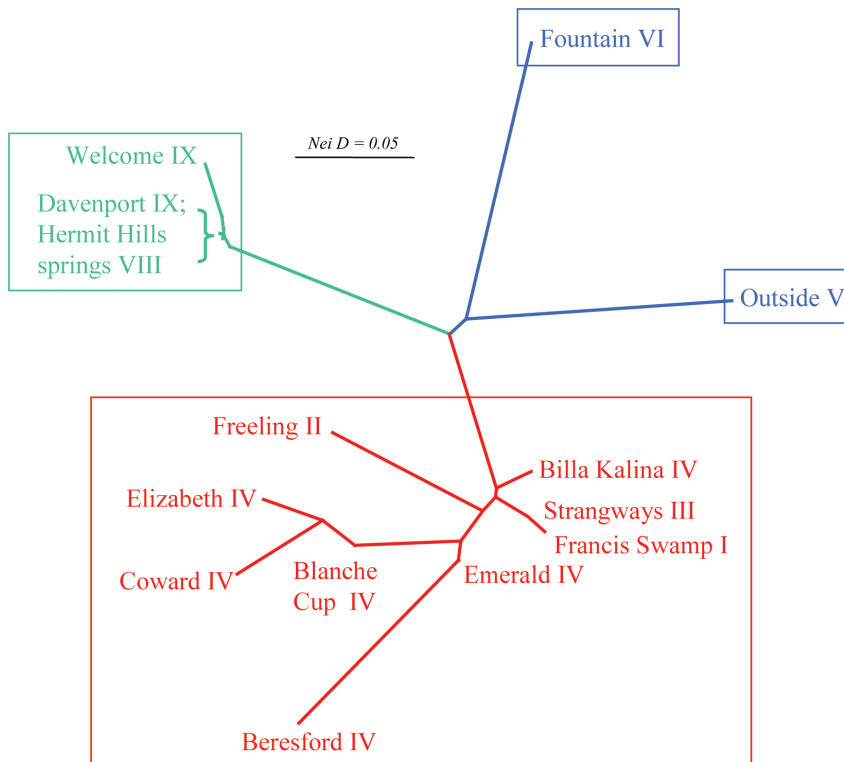 Fountain VI
Nei D = 0.05
Welcome IX
Davenport IX;
Hermit Hills
springs VIII
Outside V
Freeling II
Billa Kalina IV
Elizabeth IV
Strangways III
Francis Swamp I
Coward IV
Blanche
Cup IV
Emerald IV
Beresford IV